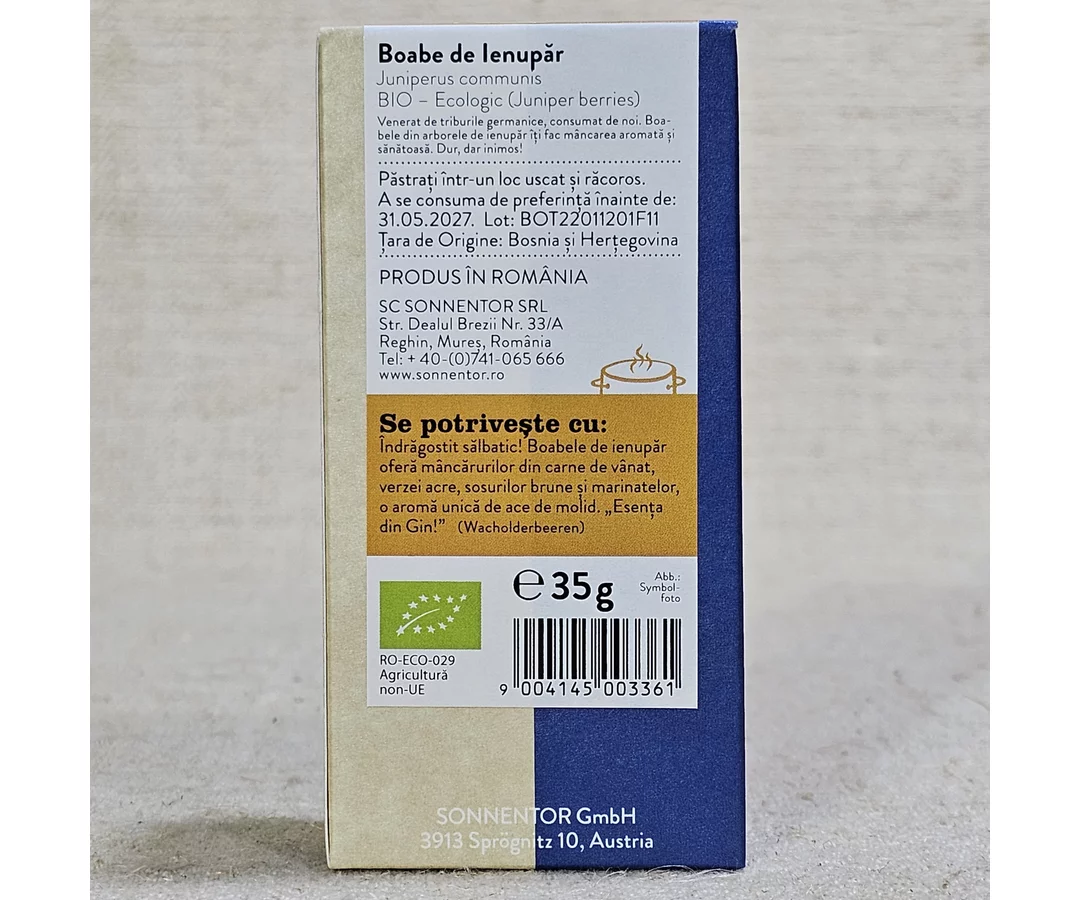 Boabe de Ienupăr
Juniperus communis
BIO – Ecologic (Juniper berries)
Venerat de triburile germanice, consumat de noi. Boa-
bele din arborele de ienupăr îți fac mâncarea aromată și
sănătoasă. Dur, dar inimos!
Păstrați într-un loc uscat și răcoros.
A se consuma de preferință înainte de:
31.05.2027. Lot: BOT22011201F11
Țara de Origine: Bosnia și Herțegovina
PRODUS ÎN ROMÂNIA
SC SONNENTOR SRL
Str. Dealul Brezii Nr. 33/A
Reghin, Mureș, România
Tel: + 40-(0)741-065 666
www.sonnentor.ro
Se potrivește cu:
Îndrăgostit sălbatic! Boabele de ienupăr
oferă mâncărurilor din carne de vânat,
verzei acre, sosurilor brune și marinatelor,
o aromă unică de ace de molid. „Esența
din Gin!” (Wacholderbeeren)
℮ 35g
Abb.:
Symbol-
foto
RO-ECO-029
Agricultură
non-UE
9 004145 003361
SONNENTOR GmbH
3913 Sprögnitz 10, Austria